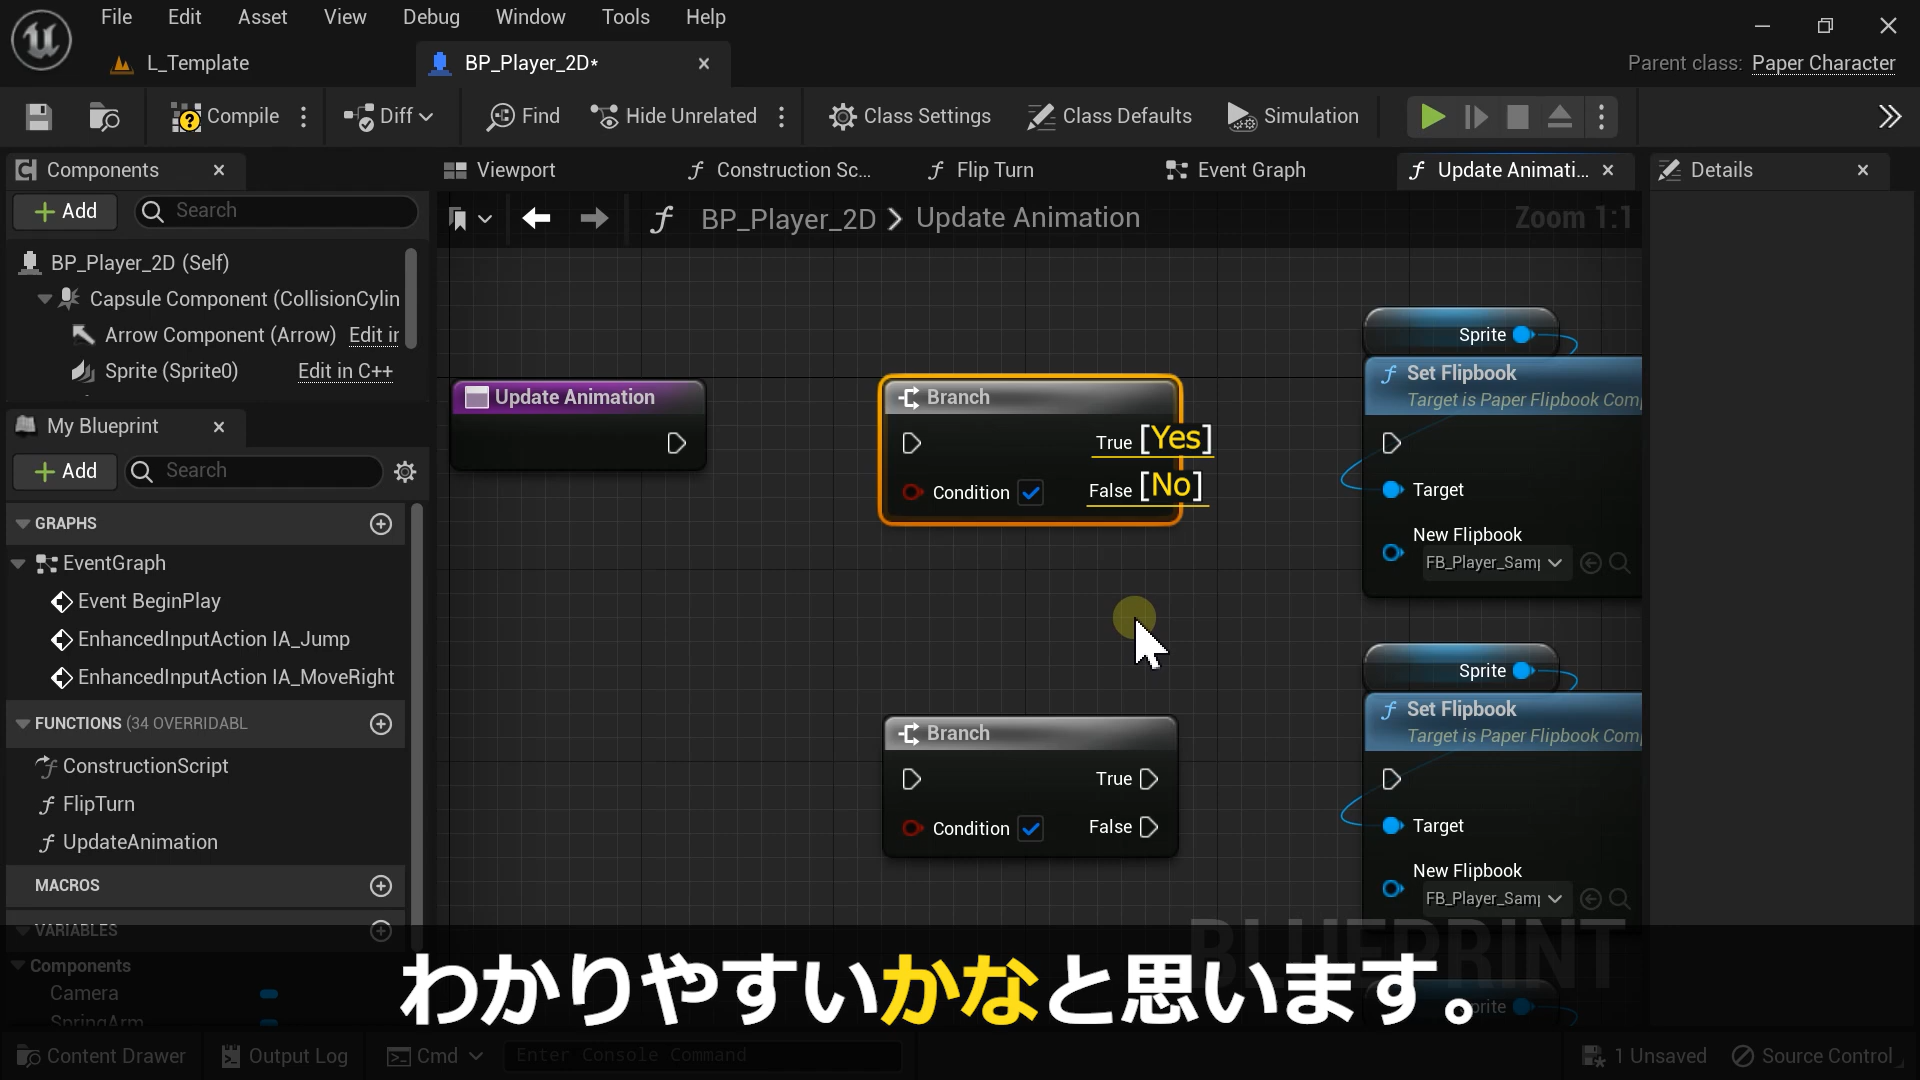 File Edit Asset View Debug Window Tools Help
L_Template
BP_Player_2D*
Parent class: Paper Character
Compile
Diff
Find
Hide Unrelated
Class Settings
Class Defaults
Simulation
Components
Add
Search
BP_Player_2D (Self)
Capsule Component (CollisionCylin
Arrow Component (Arrow) Edit ir
Sprite (Sprite0) Edit in C++
My Blueprint
Add
Search
GRAPHS
EventGraph
Event BeginPlay
EnhancedInputAction IA_Jump
EnhancedInputAction IA_MoveRight
FUNCTIONS (34 OVERRIDABL
ConstructionScript
FlipTurn
UpdateAnimation
MACROS
VARIABLES
Components
Camera
SpringArm
Viewport
Construction Sc...
Flip Turn
Event Graph
Update Animati...
Details
BP_Player_2D > Update Animation
Zoom 1:1
Update Animation
Branch
True [Yes]
Condition
False [No]
Branch
True
Condition
False
Sprite
Set Flipbook
Target is Paper Flipbook Com
Target
New Flipbook
FB_Player_Sam
Sprite
Set Flipbook
Target is Paper Flipbook Com
Target
New Flipbook
FB_Player_Sam
BLUEPRINT
わかりやすいかなと思います。
Content Drawer
Output Log
Cmd
Enter Console Command
1 Unsaved
Source Control